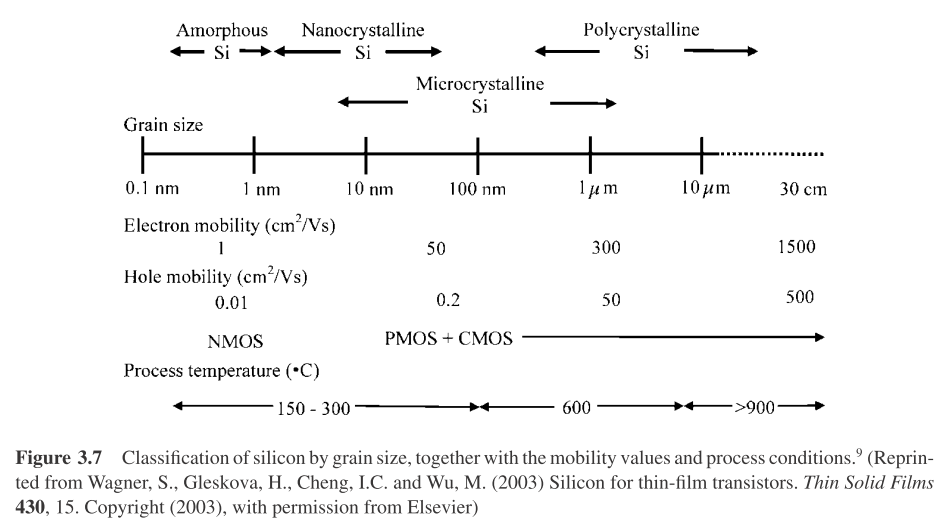 Amorphous Nanocrystalline Polycrystalline
Si Si Si
Microcrystalline
Si
Grain size
0.1 nm 1 nm 10 nm 100 nm 1 μm 10 μm 30 cm
Electron mobility (cm²/Vs)
1 50 300 1500
Hole mobility (cm²/Vs)
0.01 0.2 50 500
NMOS PMOS + CMOS
Process temperature (•C)
150 - 300 600 >900
Figure 3.7 Classification of silicon by grain size, together with the mobility values and process conditions.⁹ (Reprin-
ted from Wagner, S., Gleskova, H., Cheng, I.C. and Wu, M. (2003) Silicon for thin-film transistors. Thin Solid Films
430, 15. Copyright (2003), with permission from Elsevier)